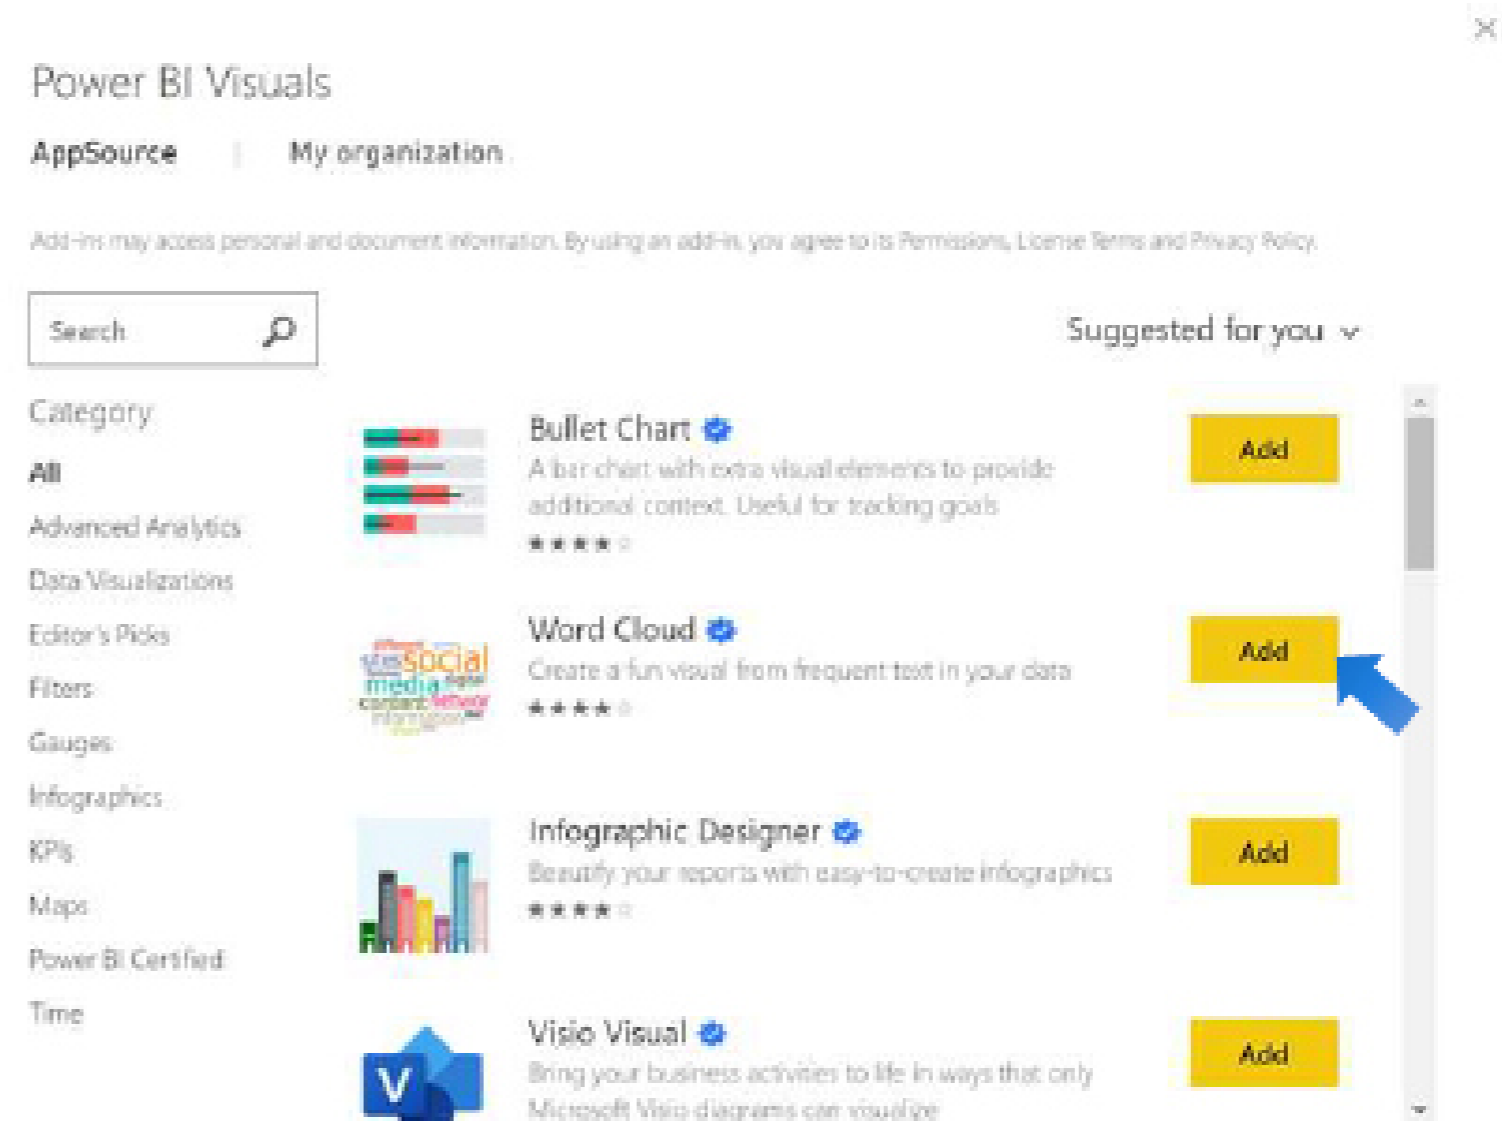 Power BI Visuals
AppSource | My organization
Add-ins may access personal and document information. By using an add-in, you agree to its Permissions, License Terms and Privacy Policy.
Search
Suggested for you
Category
All
Advanced Analytics
Data Visualizations
Editor's Picks
Filters
Gauges
Infographics
KPIs
Maps
Power BI Certified
Time
Bullet Chart
A bar chart with extra visual elements to provide
additional context. Useful for tracking goals
Add
Word Cloud
Create a fun visual from frequent text in your data
Add
social
media
content network
information
Infographic Designer
Beautify your reports with easy-to-create infographics
Add
Visio Visual
Bring your business activities to life in ways that only
Microsoft Visio diagrams can visualize
Add
V